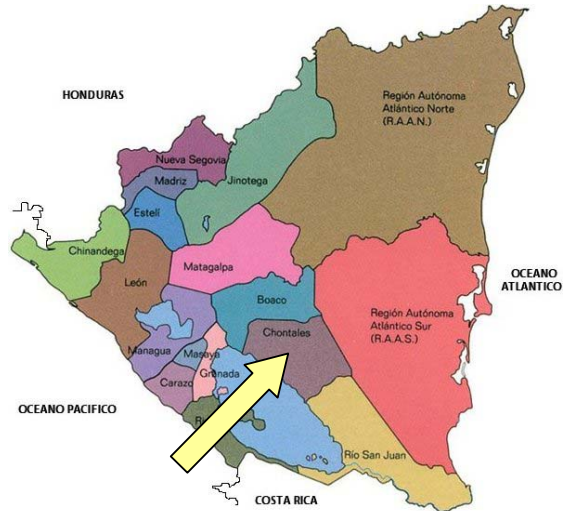 HONDURAS
Región Autónoma
Atlántico Norte
(R.A.A.N.)
Nueva Segovia
Madriz
Jinotega
Estelí
Chinandega
Matagalpa
León
OCEANO
ATLANTICO
Boaco
Región Autónoma
Atlántico Sur
(R.A.A.S.)
Chontales
Managua
Masaya
Granada
Carazo
OCEANO PACIFICO
Río San Juan
COSTA RICA